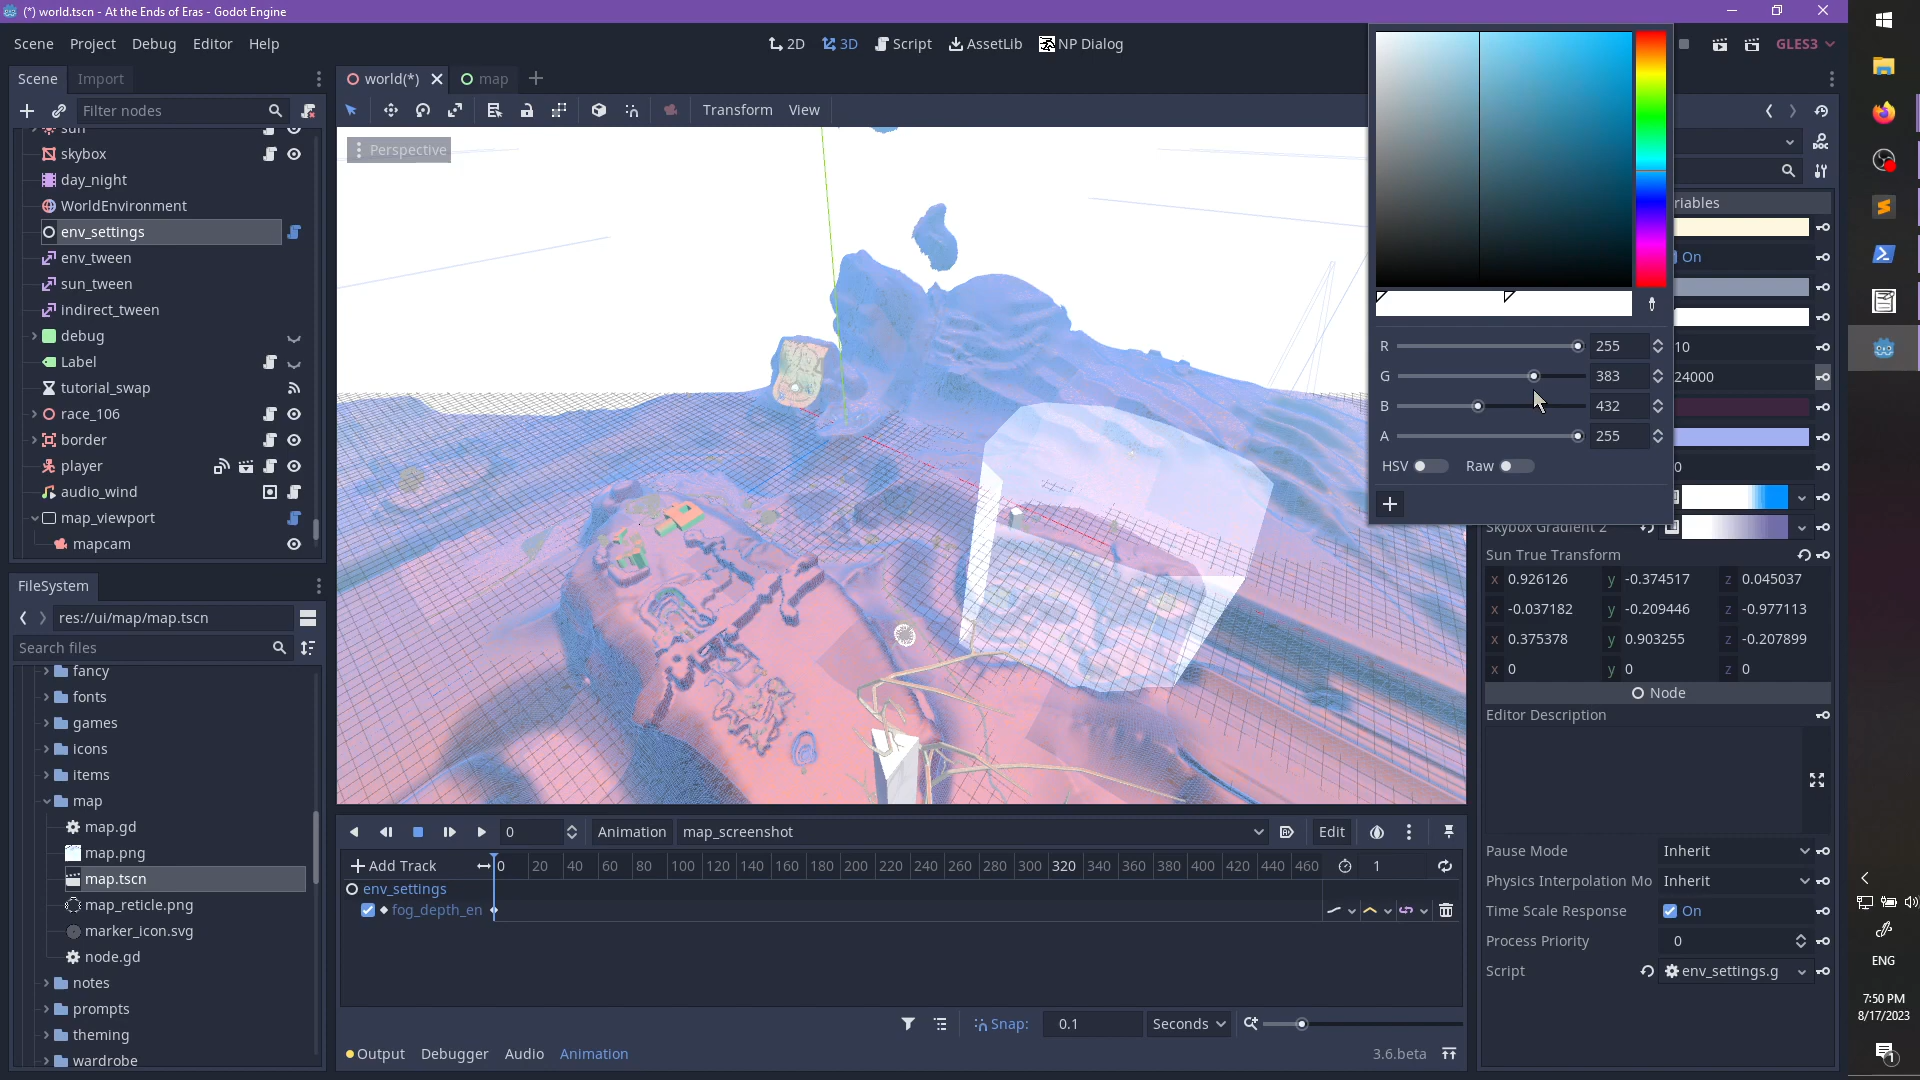 (*) world.tscn - At the Ends of Eras - Godot Engine
Scene Project Debug Editor Help
2D 3D Script AssetLib NP Dialog
GLES3
Scene Import
world(*) map
Filter nodes
Transform View
Perspective
sun
skybox
day_night
WorldEnvironment
env_settings
env_tween
sun_tween
indirect_tween
debug
Label
tutorial_swap
race_106
border
player
audio_wind
map_viewport
mapcam
FileSystem
res://ui/map/map.tscn
Search files
fancy
fonts
games
icons
items
map
map.gd
map.png
map.tscn
map_reticle.png
marker_icon.svg
node.gd
notes
prompts
theming
wardrobe
0 Animation map_screenshot Edit
Add Track 0 20 40 60 80 100 120 140 160 180 200 220 240 260 280 300 320 340 360 380 400 420 440 460 1
env_settings
fog_depth_en
Snap: 0.1 Seconds
Output Debugger Audio Animation 3.6.beta
R 255
G 383
B 432
A 255
HSV Raw
riables
On
10
24000
0
Skybox Gradient 2
Sun True Transform
x 0.926126 y -0.374517 z 0.045037
x -0.037182 y -0.209446 z -0.977113
x 0.375378 y 0.903255 z -0.207899
x 0 y 0 z 0
Node
Editor Description
Pause Mode Inherit
Physics Interpolation Mo Inherit
Time Scale Response On
Process Priority 0
Script env_settings.g
DOC
ENG
7:50 PM
8/17/2023
1